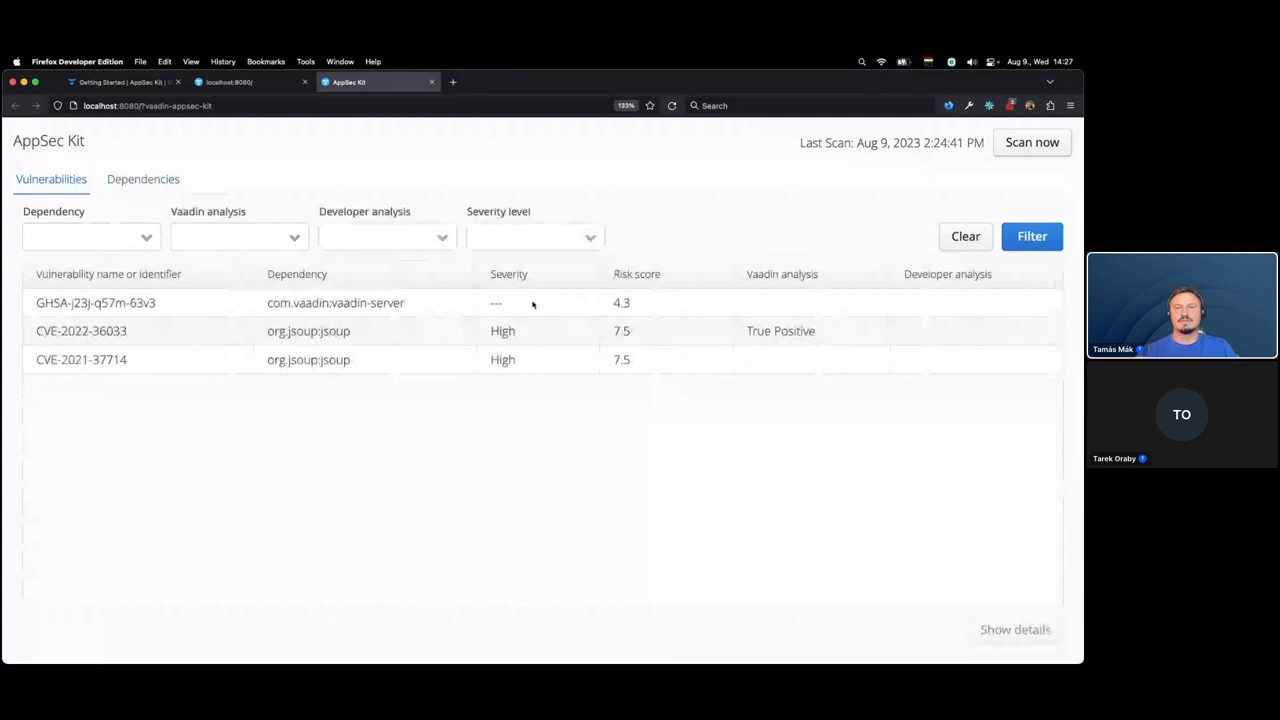 Firefox Developer Edition File Edit View History Bookmarks Tools Window Help Aug 9., Wed 14:27
Getting Started | AppSec Kit | localhost:8080/ AppSec Kit
localhost:8080/?vaadin-appsec-kit 133% Search
AppSec Kit Last Scan: Aug 9, 2023 2:24:41 PM Scan now
Vulnerabilities Dependencies
Dependency Vaadin analysis Developer analysis Severity level
Clear Filter
Vulnerability name or identifier Dependency Severity Risk score Vaadin analysis Developer analysis
GHSA-j23j-q57m-63v3 com.vaadin:vaadin-server --- 4.3
CVE-2022-36033 org.jsoup:jsoup High 7.5 True Positive
CVE-2021-37714 org.jsoup:jsoup High 7.5
Show details
Tamás Mák
TO
Tarek Oraby